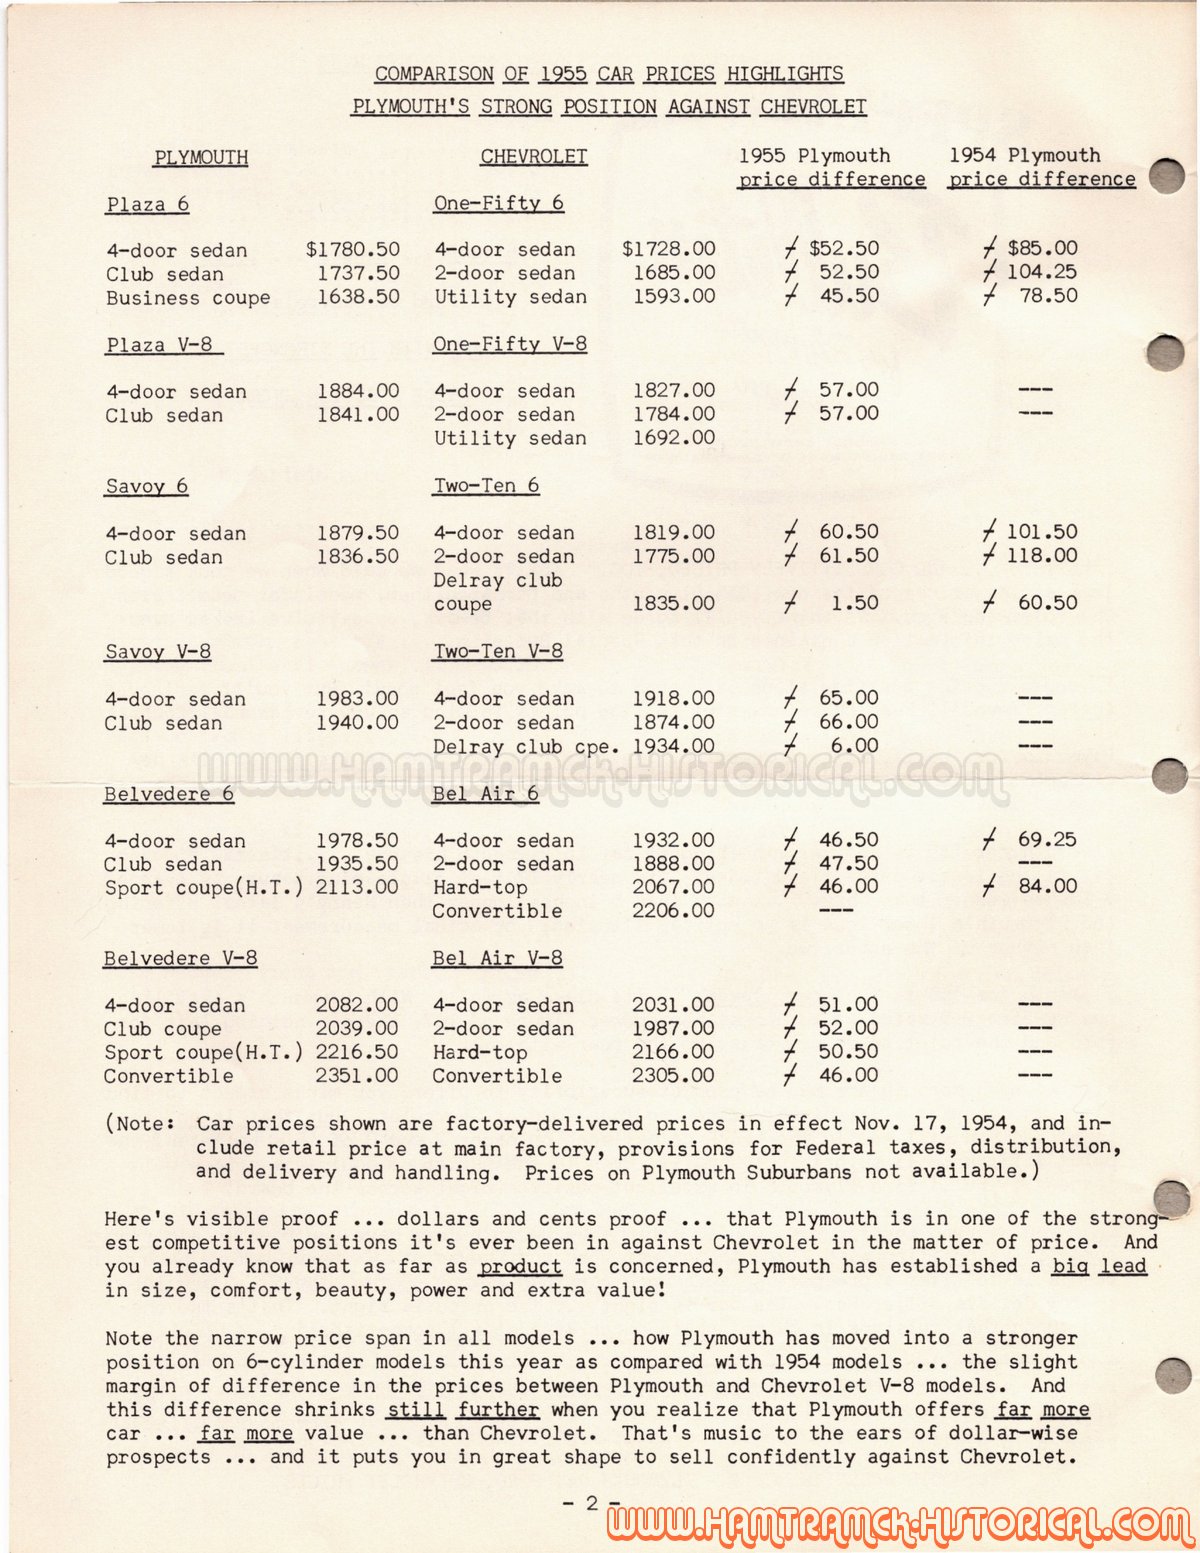 COMPARISON OF 1955 CAR PRICES HIGHLIGHTS
PLYMOUTH'S STRONG POSITION AGAINST CHEVROLET
PLYMOUTH CHEVROLET 1955 Plymouth price difference 1954 Plymouth price difference
Plaza 6 One-Fifty 6
4-door sedan $1780.50 4-door sedan $1728.00 ≠ $52.50 ≠ $85.00
Club sedan 1737.50 2-door sedan 1685.00 ≠ 52.50 ≠ 104.25
Business coupe 1638.50 Utility sedan 1593.00 ≠ 45.50 ≠ 78.50
Plaza V-8 One-Fifty V-8
4-door sedan 1884.00 4-door sedan 1827.00 ≠ 57.00 ---
Club sedan 1841.00 2-door sedan 1784.00 ≠ 57.00 ---
Utility sedan 1692.00
Savoy 6 Two-Ten 6
4-door sedan 1879.50 4-door sedan 1819.00 ≠ 60.50 ≠ 101.50
Club sedan 1836.50 2-door sedan 1775.00 ≠ 61.50 ≠ 118.00
Delray club
coupe 1835.00 ≠ 1.50 ≠ 60.50
Savoy V-8 Two-Ten V-8
4-door sedan 1983.00 4-door sedan 1918.00 ≠ 65.00 ---
Club sedan 1940.00 2-door sedan 1874.00 ≠ 66.00 ---
Delray club cpe. 1934.00 ≠ 6.00 ---
www.Hamtramck-Historical.com
Belvedere 6 Bel Air 6
4-door sedan 1978.50 4-door sedan 1932.00 ≠ 46.50 ≠ 69.25
Club sedan 1935.50 2-door sedan 1888.00 ≠ 47.50 ---
Sport coupe(H.T.) 2113.00 Hard-top 2067.00 ≠ 46.00 ≠ 84.00
Convertible 2206.00 ---
Belvedere V-8 Bel Air V-8
4-door sedan 2082.00 4-door sedan 2031.00 ≠ 51.00 ---
Club coupe 2039.00 2-door sedan 1987.00 ≠ 52.00 ---
Sport coupe(H.T.) 2216.50 Hard-top 2166.00 ≠ 50.50 ---
Convertible 2351.00 Convertible 2305.00 ≠ 46.00 ---
(Note: Car prices shown are factory-delivered prices in effect Nov. 17, 1954, and in-
clude retail price at main factory, provisions for Federal taxes, distribution,
and delivery and handling. Prices on Plymouth Suburbans not available.)
Here's visible proof ... dollars and cents proof ... that Plymouth is in one of the strong-
est competitive positions it's ever been in against Chevrolet in the matter of price. And
you already know that as far as product is concerned, Plymouth has established a big lead
in size, comfort, beauty, power and extra value!
Note the narrow price span in all models ... how Plymouth has moved into a stronger
position on 6-cylinder models this year as compared with 1954 models ... the slight
margin of difference in the prices between Plymouth and Chevrolet V-8 models. And
this difference shrinks still further when you realize that Plymouth offers far more
car ... far more value ... than Chevrolet. That's music to the ears of dollar-wise
prospects ... and it puts you in great shape to sell confidently against Chevrolet.
- 2 -
www.Hamtramck-Historical.com